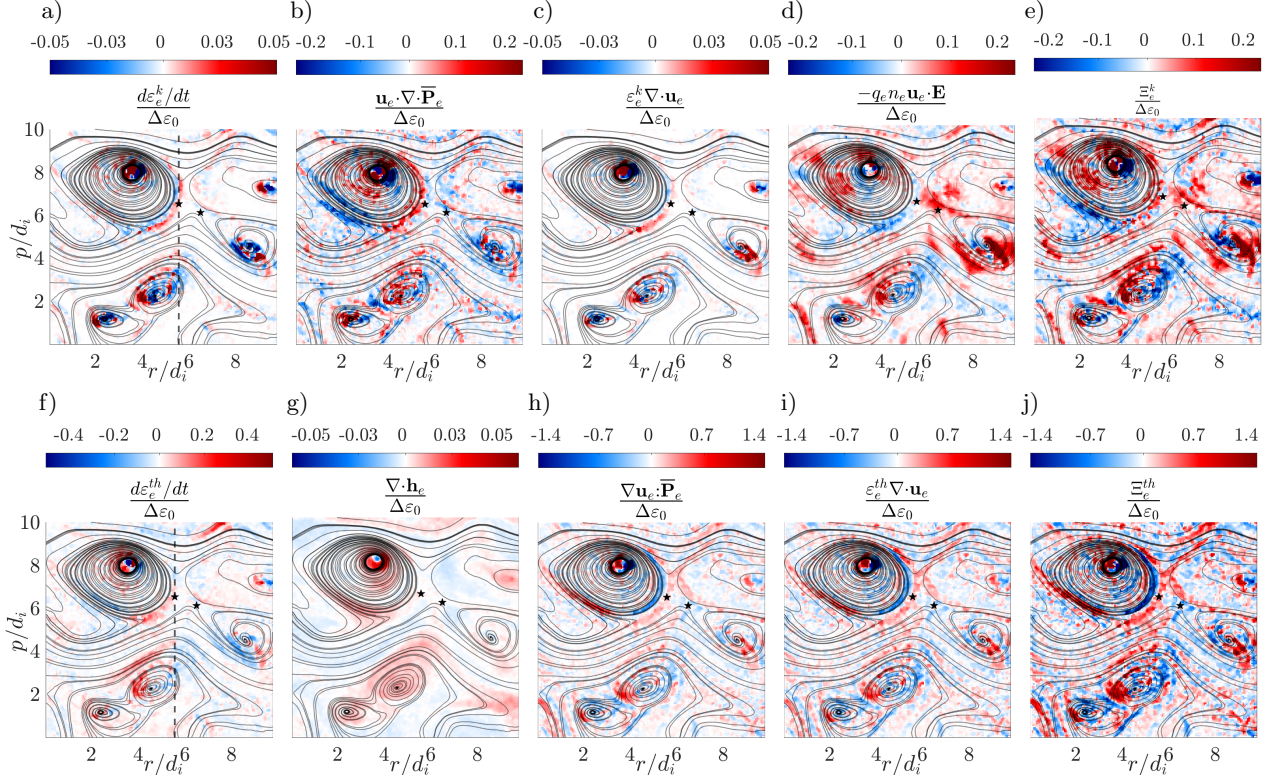 a) b) c) d) e)
-0.05 -0.03 0 0.03 0.05 -0.2 -0.1 0 0.1 0.2 -0.05 -0.03 0 0.03 0.05 -0.2 -0.1 0 0.1 0.2 -0.2 -0.1 0 0.1 0.2
dε_e^k/dt / Δε_0
u_e·∇·P̅_e / Δε_0
ε_e^k∇·u_e / Δε_0
-q_e n_e u_e·E / Δε_0
Ξ_e^k / Δε_0
10
8
6
4
2
p/d_i
2 4 6 8 2 4 6 8 2 4 6 8 2 4 6 8 2 4 6 8
r/d_i r/d_i r/d_i r/d_i r/d_i
f) g) h) i) j)
-0.4 -0.2 0 0.2 0.4 -0.05 -0.03 0 0.03 0.05 -1.4 -0.7 0 0.7 1.4 -1.4 -0.7 0 0.7 1.4 -1.4 -0.7 0 0.7 1.4
dε_e^{th}/dt / Δε_0
∇·h_e / Δε_0
∇u_e:P̅_e / Δε_0
ε_e^{th}∇·u_e / Δε_0
Ξ_e^{th} / Δε_0
10
8
6
4
2
p/d_i
2 4 6 8 2 4 6 8 2 4 6 8 2 4 6 8 2 4 6 8
r/d_i r/d_i r/d_i r/d_i r/d_i